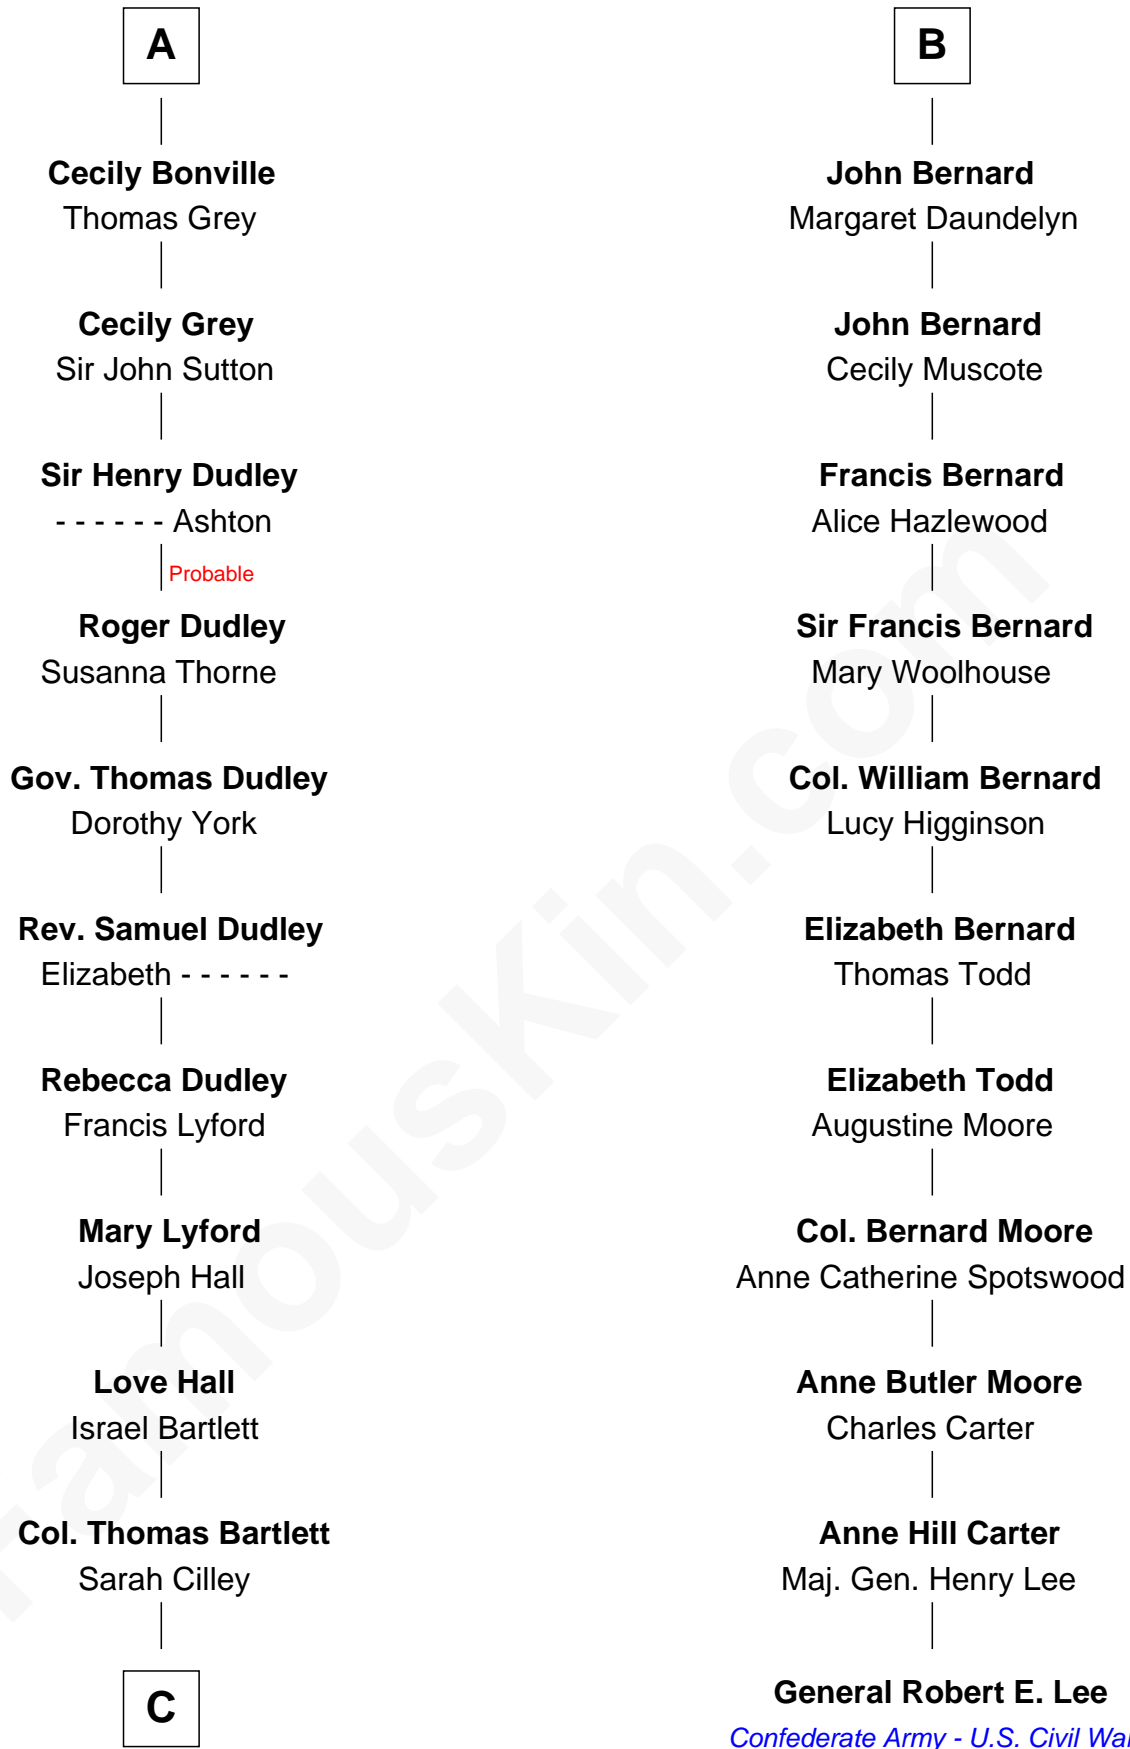 A
Cecily Bonville
Thomas Grey
Cecily Grey
Sir John Sutton
Sir Henry Dudley
- - - - - - Ashton
Probable
Roger Dudley
Susanna Thorne
Gov. Thomas Dudley
Dorothy York
Rev. Samuel Dudley
Elizabeth - - - - - -
Rebecca Dudley
Francis Lyford
Mary Lyford
Joseph Hall
Love Hall
Israel Bartlett
Col. Thomas Bartlett
Sarah Cilley
C
B
John Bernard
Margaret Daundelyn
John Bernard
Cecily Muscote
Francis Bernard
Alice Hazlewood
Sir Francis Bernard
Mary Woolhouse
Col. William Bernard
Lucy Higginson
Elizabeth Bernard
Thomas Todd
Elizabeth Todd
Augustine Moore
Col. Bernard Moore
Anne Catherine Spotswood
Anne Butler Moore
Charles Carter
Anne Hill Carter
Maj. Gen. Henry Lee
General Robert E. Lee
Confederate Army - U.S. Civil War
FamousKin.com